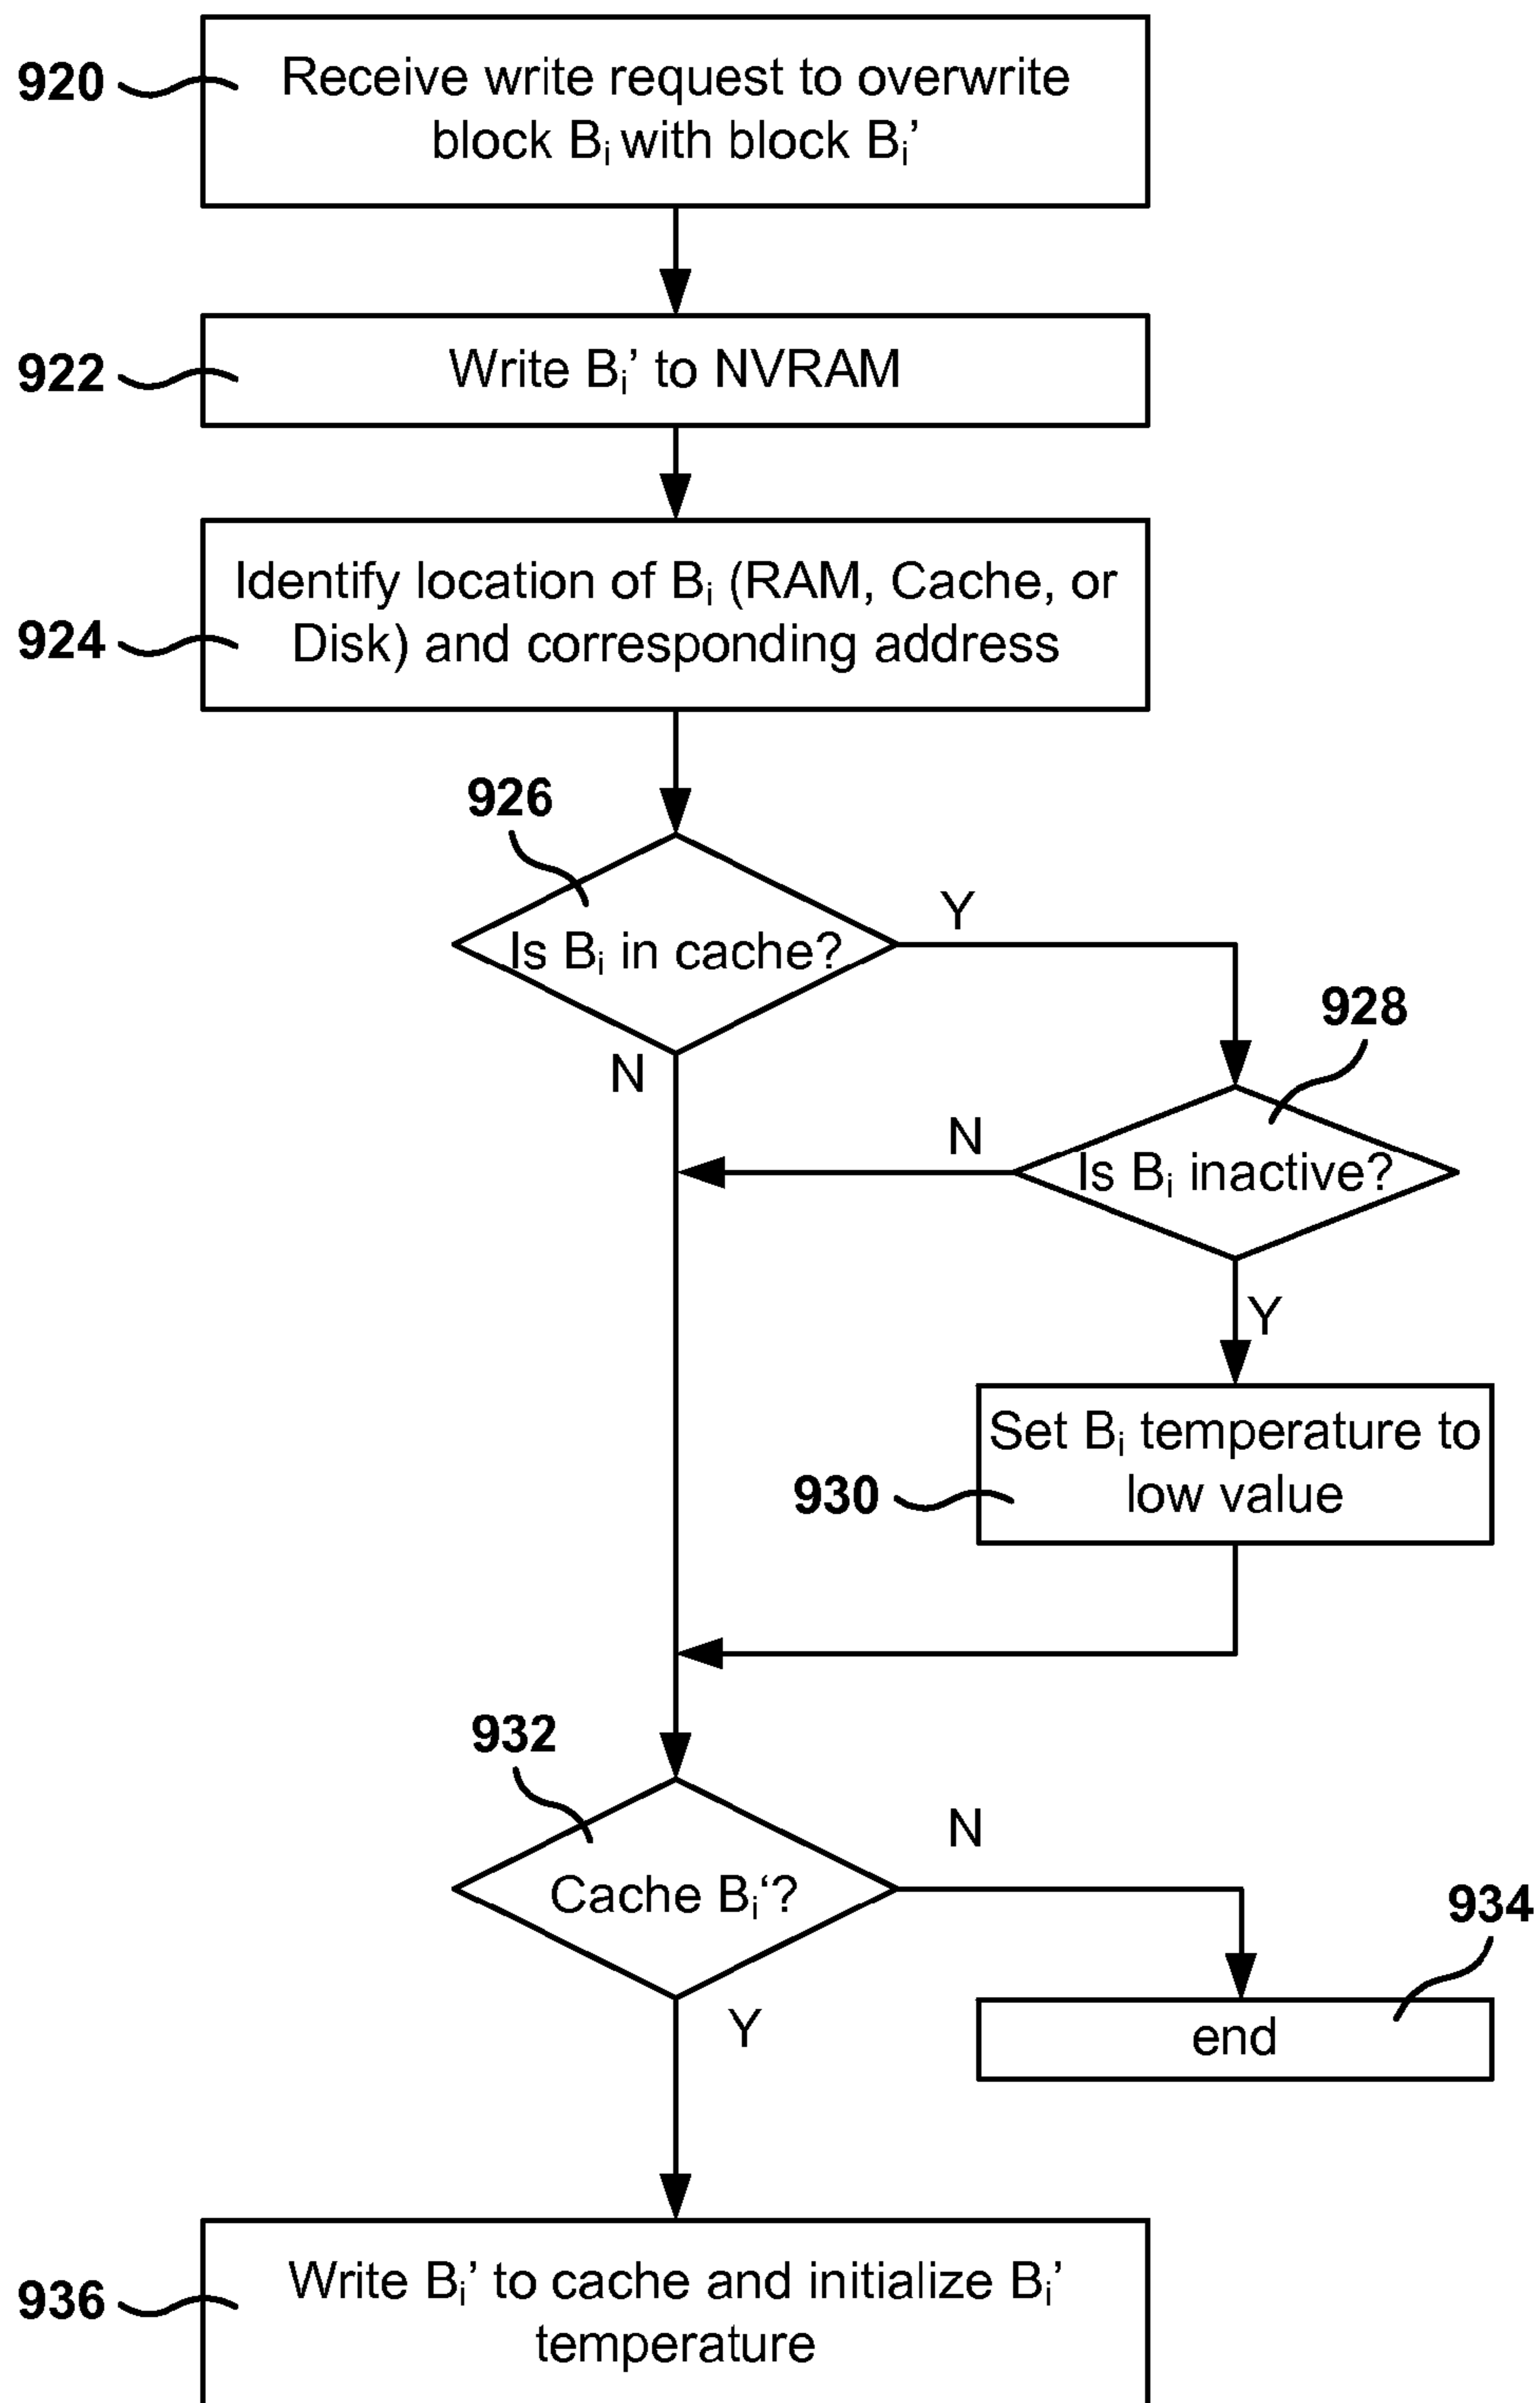 920
Receive write request to overwrite
block Bi with block Bi’
922
Write Bi’ to NVRAM
924
Identify location of Bi (RAM, Cache, or
Disk) and corresponding address
926
Is Bi in cache?
Y
N
928
Is Bi inactive?
N
Y
930
Set Bi temperature to
low value
932
Cache Bi‘?
N
Y
934
end
936
Write Bi’ to cache and initialize Bi’
temperature